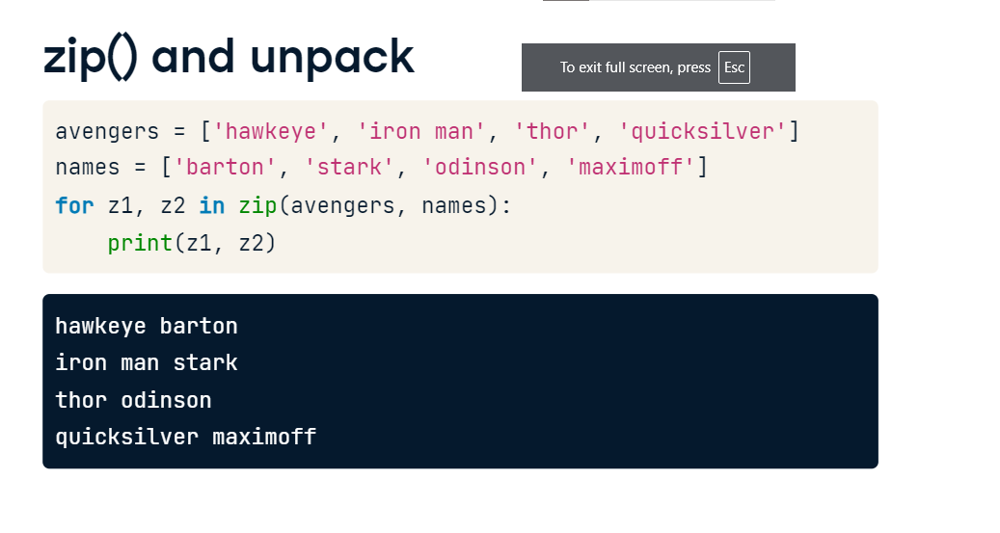 zip() and unpack
To exit full screen, press Esc
avengers = ['hawkeye', 'iron man', 'thor', 'quicksilver']
names = ['barton', 'stark', 'odinson', 'maximoff']
for z1, z2 in zip(avengers, names):
    print(z1, z2)
hawkeye barton
iron man stark
thor odinson
quicksilver maximoff